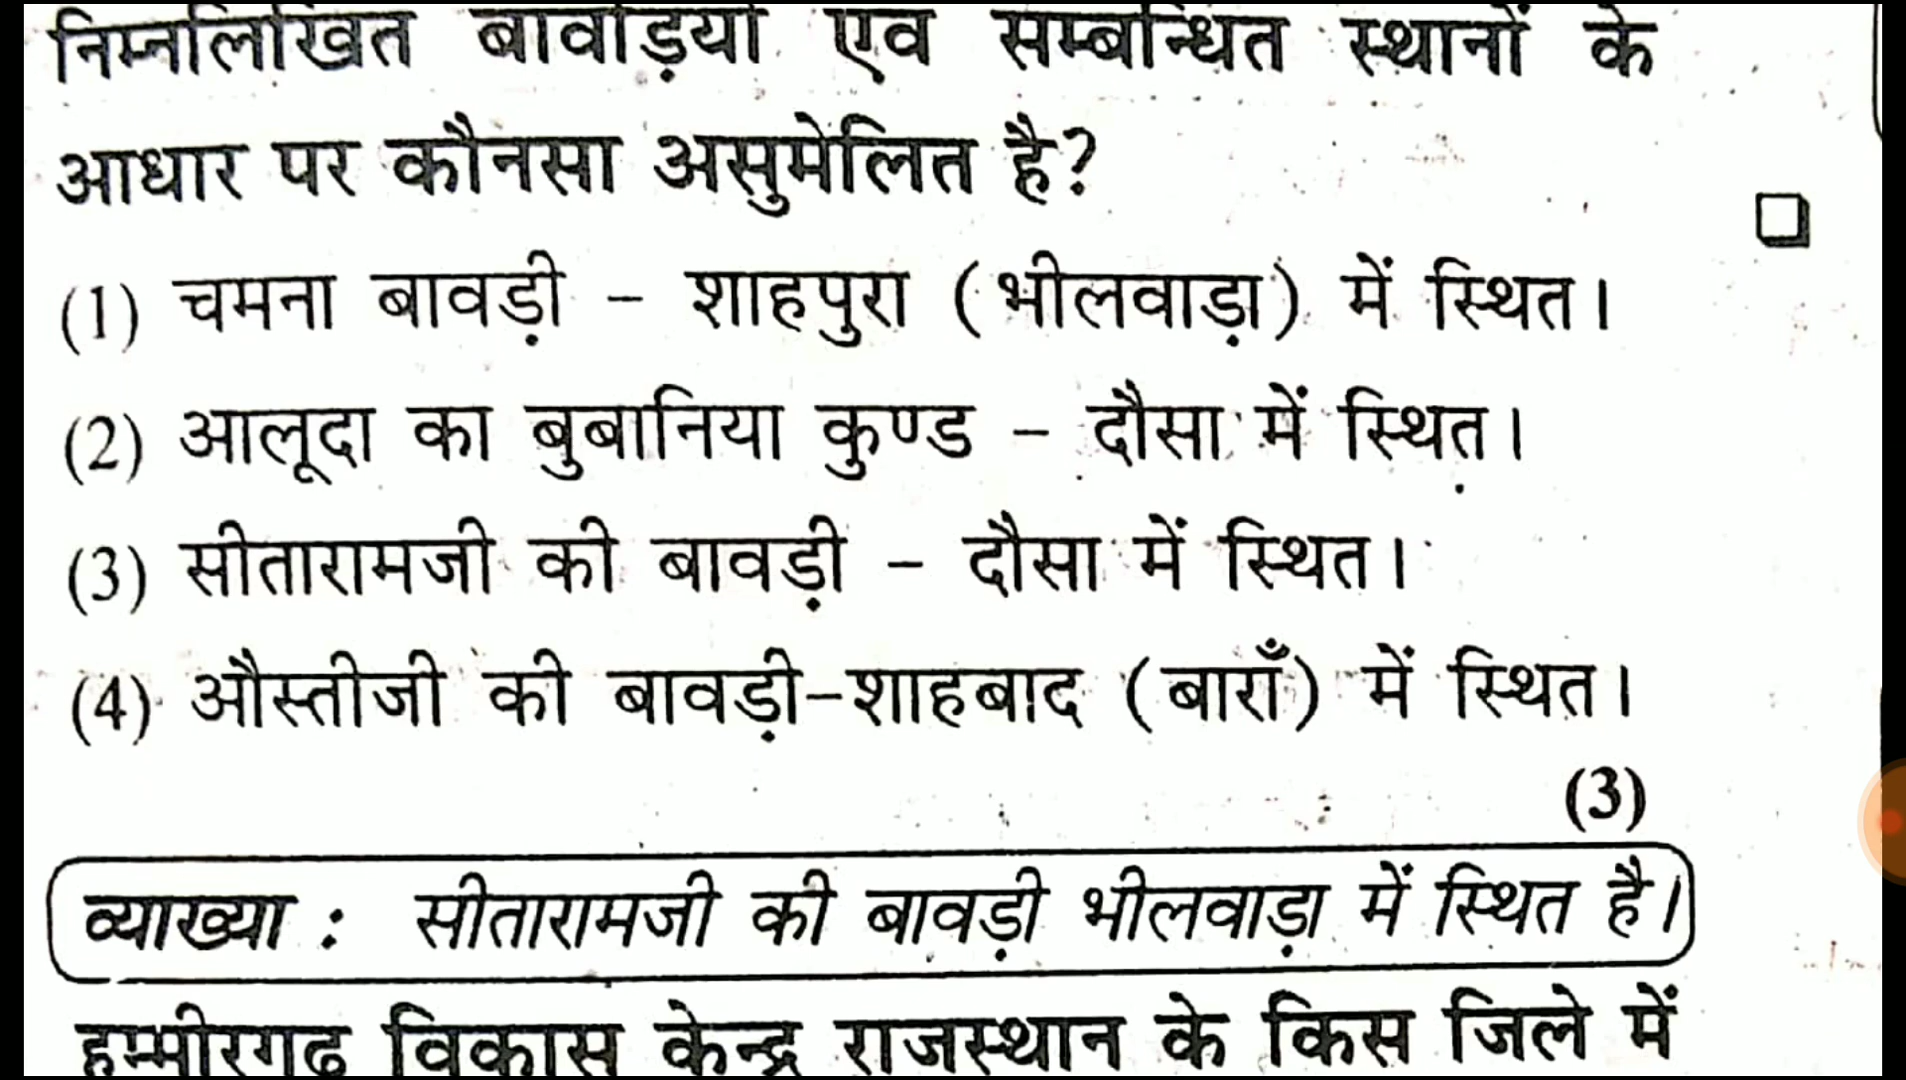 निम्नलिखित बावड़ियों एवं सम्बन्धित स्थानों के
आधार पर कौनसा असुमेलित है?
(1) चमना बावड़ी – शाहपुरा (भीलवाड़ा) में स्थित।
(2) आलूदा का बुबानिया कुण्ड – दौसा में स्थित।
(3) सीतारामजी की बावड़ी – दौसा में स्थित।
(4) औस्तीजी की बावड़ी–शाहबाद (बाराँ) में स्थित।
(3)
व्याख्या : सीतारामजी की बावड़ी भीलवाड़ा में स्थित है।
हम्मीरगढ़ विकास केन्द्र राजस्थान के किस जिले में